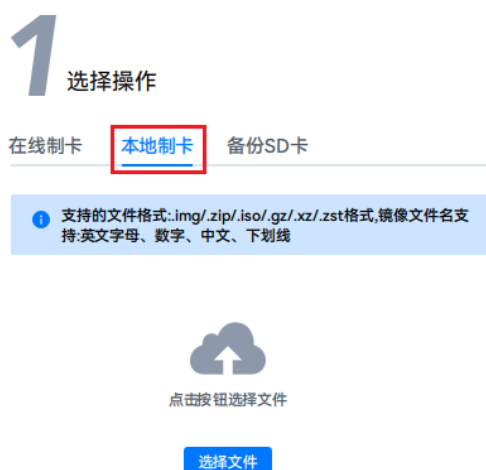 1
选择操作
在线制卡 本地制卡 备份SD卡
支持的文件格式:.img/.zip/.iso/.gz/.xz/.zst格式,镜像文件名支
持:英文字母、数字、中文、下划线
点击按钮选择文件
选择文件